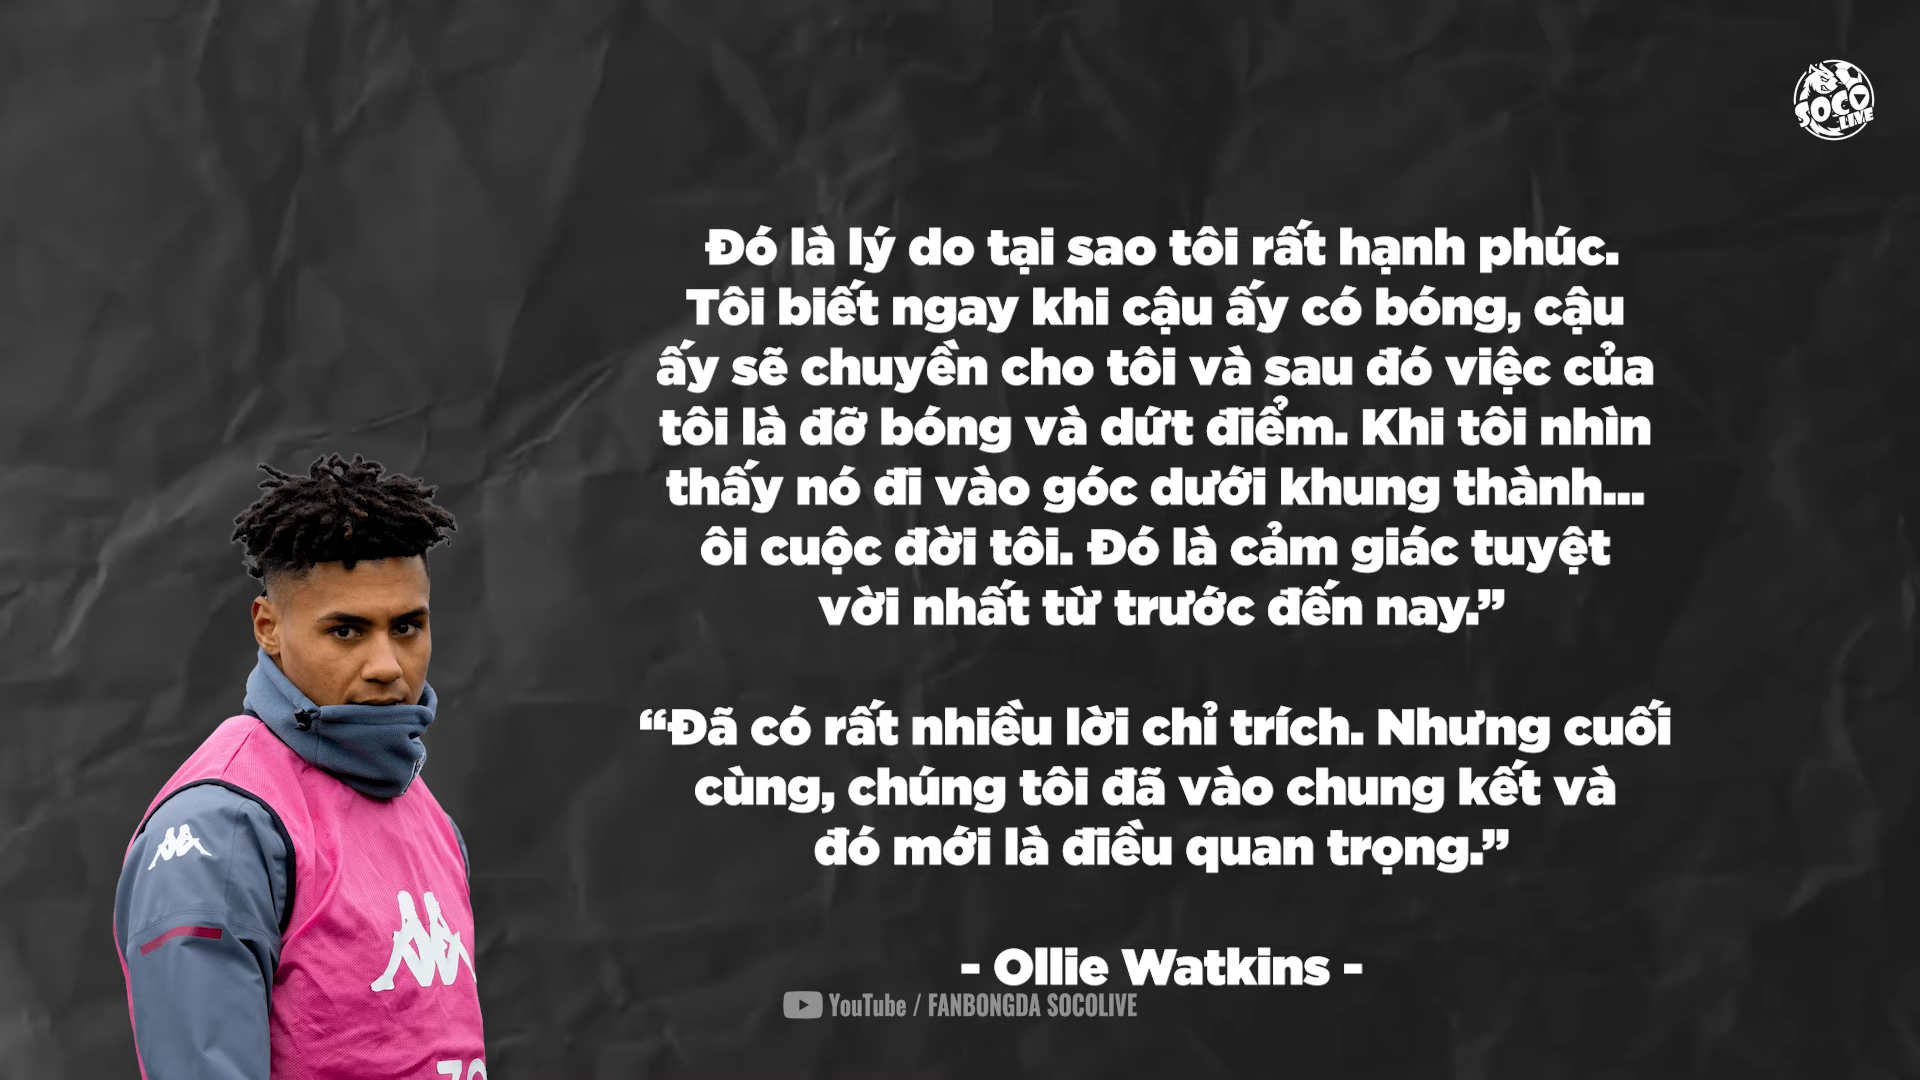 SOCO
LIVE
Đó là lý do tại sao tôi rất hạnh phúc.
Tôi biết ngay khi cậu ấy có bóng, cậu
ấy sẽ chuyền cho tôi và sau đó việc của
tôi là đỡ bóng và dứt điểm. Khi tôi nhìn
thấy nó đi vào góc dưới khung thành...
ôi cuộc đời tôi. Đó là cảm giác tuyệt
vời nhất từ trước đến nay.”
“Đã có rất nhiều lời chỉ trích. Nhưng cuối
cùng, chúng tôi đã vào chung kết và
đó mới là điều quan trọng.”
- Ollie Watkins -
YouTube / FANBONGDA SOCOLIVE